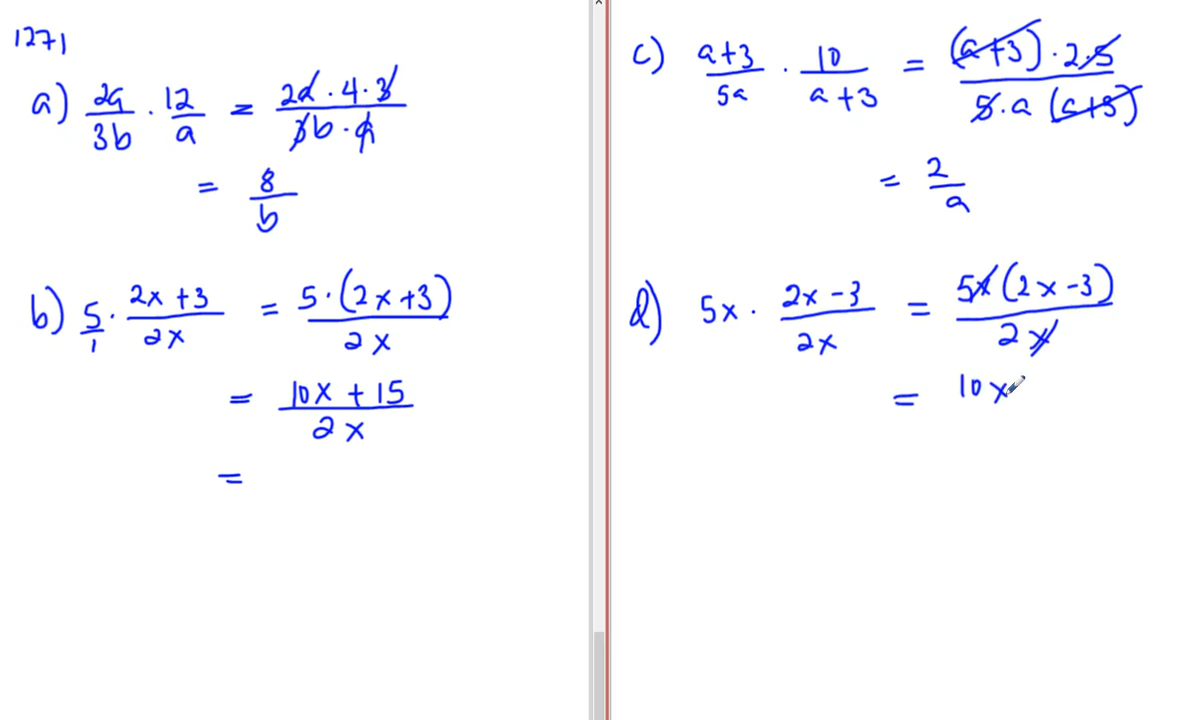 1271
a) 2a/3b · 12/a = 2a · 4 · 3/3b · a
= 8/b
b) 5/1 · 2x + 3/2x = 5 · (2x + 3)/2x
= 10x + 15/2x
=
c) a + 3/5a · 10/a + 3 = (a + 3) · 2 · 5/5 · a (a + 3)
= 2/a
d) 5x · 2x - 3/2x = 5x (2x - 3)/2x
= 10x